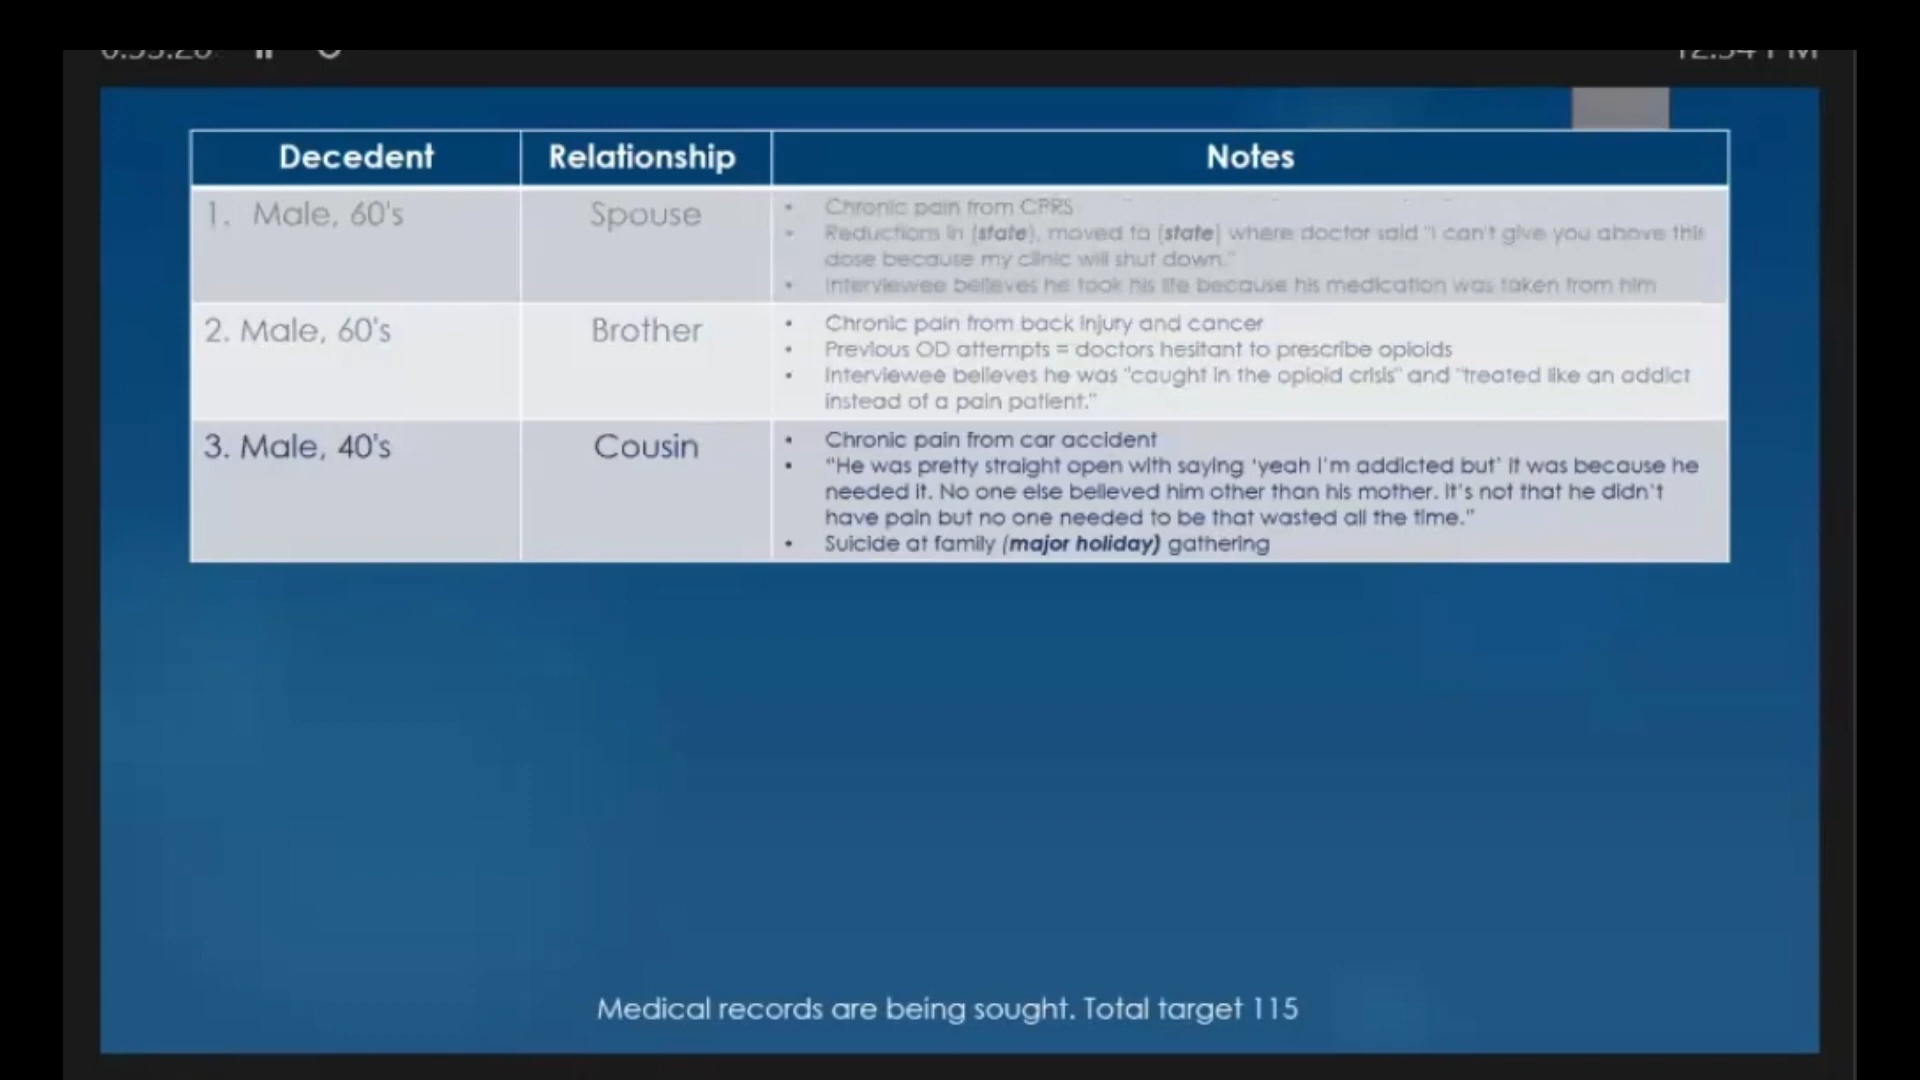 Decedent Relationship Notes
1. Male, 60's Spouse
• Chronic pain from CPRS
• Reductions in (state), moved to (state) where doctor said "I can't give you above this
dose because my clinic will shut down."
• Interviewee believes he took his life because his medication was taken from him
2. Male, 60's Brother
• Chronic pain from back injury and cancer
• Previous OD attempts = doctors hesitant to prescribe opioids
• Interviewee believes he was "caught in the opioid crisis" and "treated like an addict
instead of a pain patient."
3. Male, 40's Cousin
• Chronic pain from car accident
• "He was pretty straight open with saying 'yeah I'm addicted but' it was because he
needed it. No one else believed him other than his mother. It's not that he didn't
have pain but no one needed to be that wasted all the time."
• Suicide at family (major holiday) gathering
Medical records are being sought. Total target 115